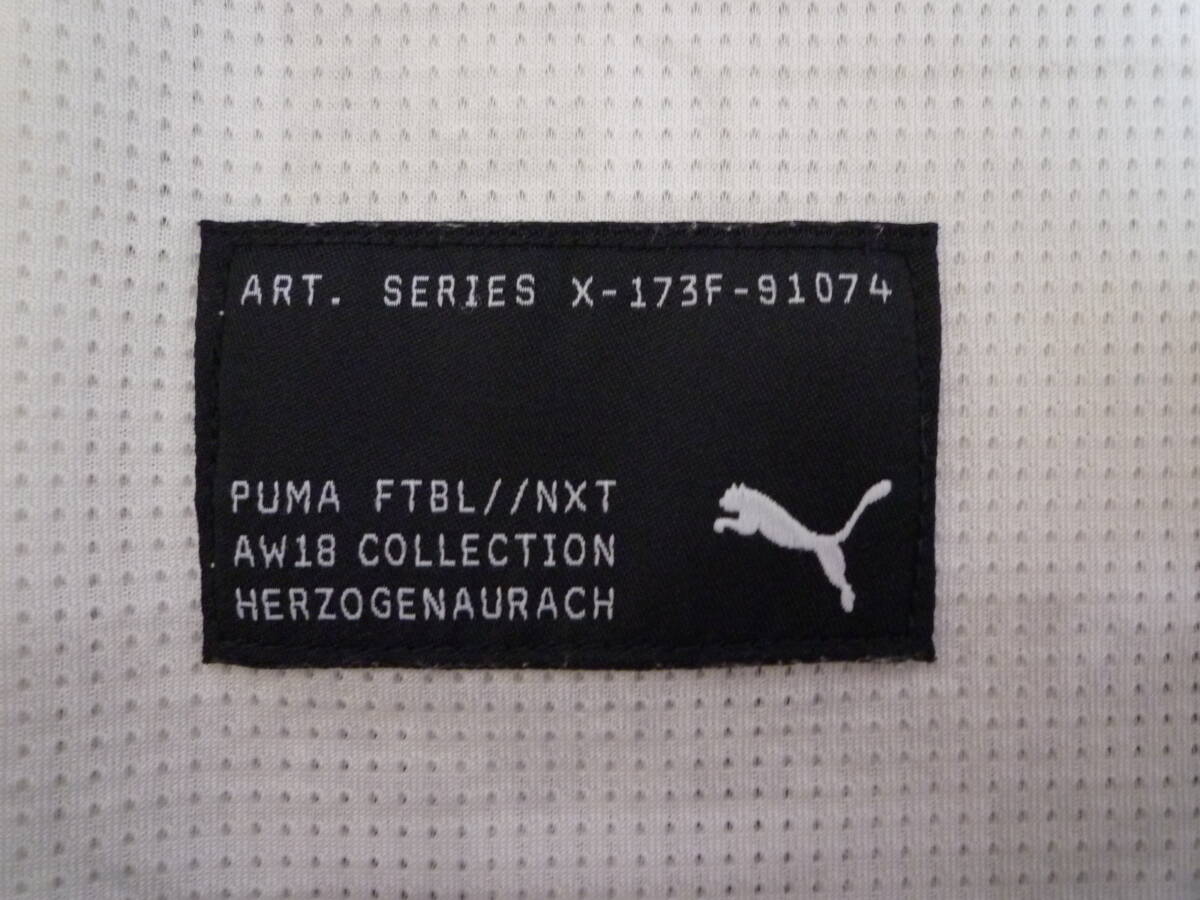 ART. SERIES X-173F-91074
PUMA FTBL//NXT
AW18 COLLECTION
HERZOGENAURACH